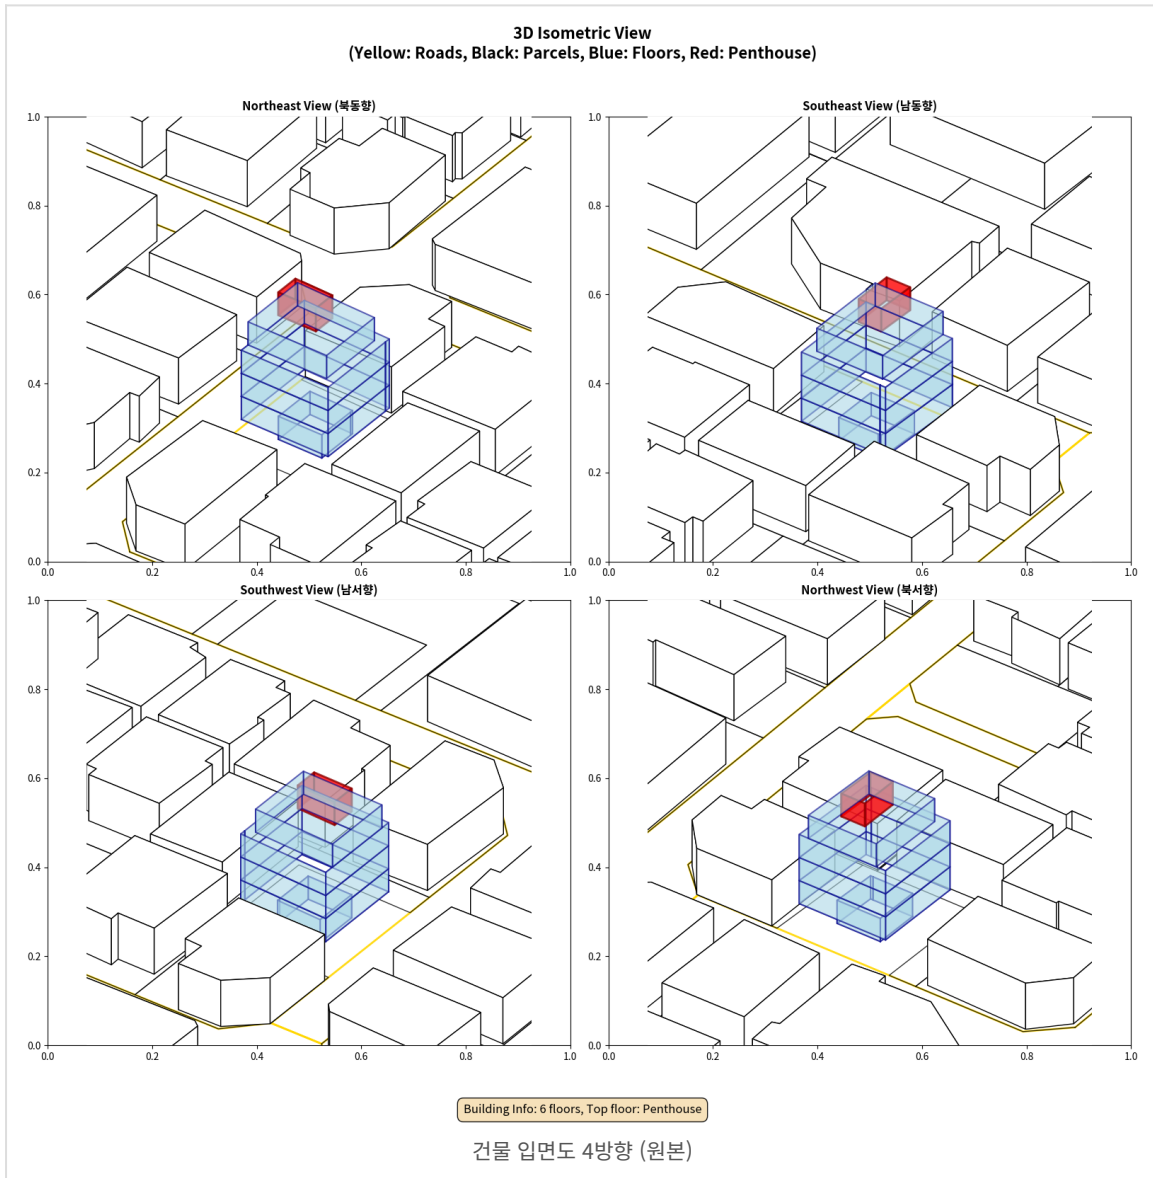 3D Isometric View
(Yellow: Roads, Black: Parcels, Blue: Floors, Red: Penthouse)
Northeast View (북동향)
1.0
0.8
0.6
0.4
0.2
0.0
0.0 0.2 0.4 0.6 0.8 1.0
Southeast View (남동향)
1.0
0.8
0.6
0.4
0.2
0.0
0.0 0.2 0.4 0.6 0.8 1.0
Southwest View (남서향)
1.0
0.8
0.6
0.4
0.2
0.0
0.0 0.2 0.4 0.6 0.8 1.0
Northwest View (북서향)
1.0
0.8
0.6
0.4
0.2
0.0
0.0 0.2 0.4 0.6 0.8 1.0
Building Info: 6 floors, Top floor: Penthouse
건물 입면도 4방향 (원본)